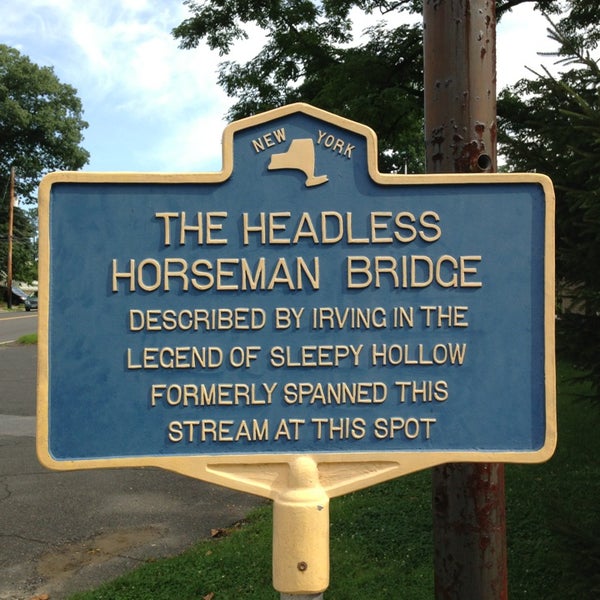 NEW YORK
THE HEADLESS
HORSEMAN BRIDGE
DESCRIBED BY IRVING IN THE
LEGEND OF SLEEPY HOLLOW
FORMERLY SPANNED THIS
STREAM AT THIS SPOT